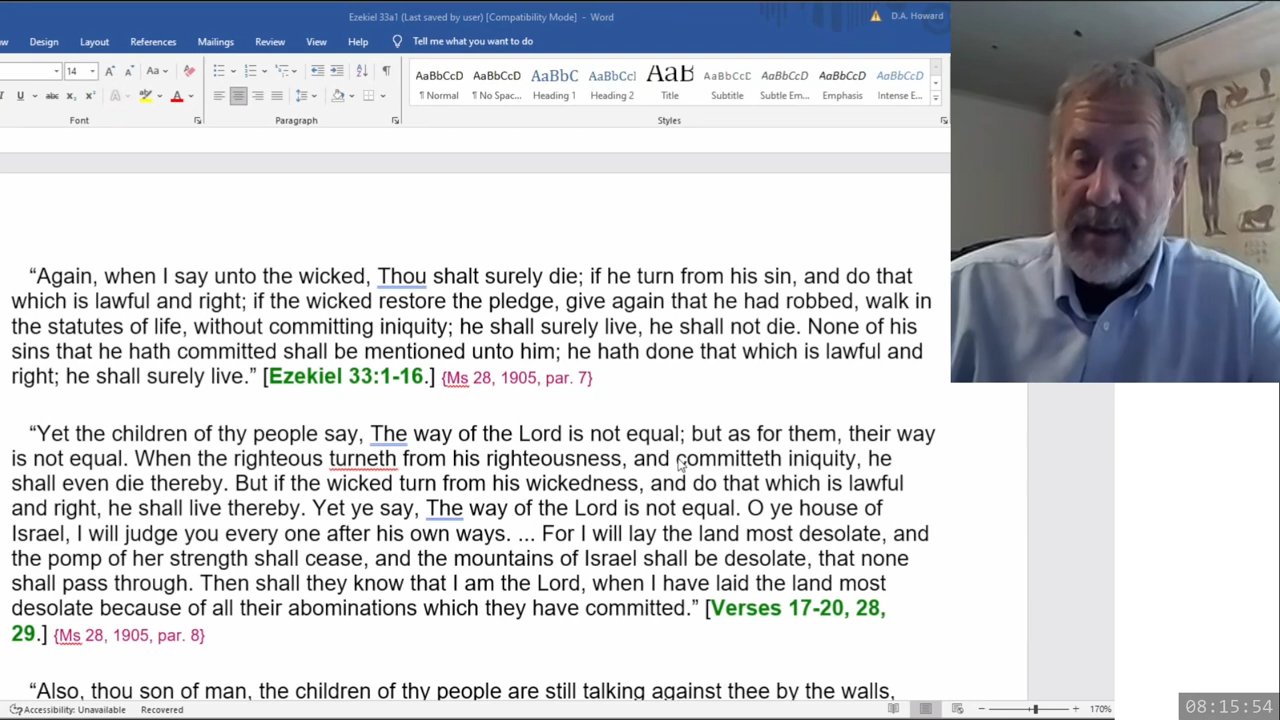 Ezekiel 33a1 (Last saved by user) [Compatibility Mode] - Word
D.A. Howard
Design Layout References Mailings Review View Help Tell me what you want to do
14 Aa
U abc x₂ x² A A
AaBbCcD AaBbCcD AaBbC AaBbCcl AaB AaBbCcD AaBbCcD AaBbCcD AaBbCcD
¶ Normal ¶ No Spac... Heading 1 Heading 2 Title Subtitle Subtle Em... Emphasis Intense E...
Font Paragraph Styles
“Again, when I say unto the wicked, Thou shalt surely die; if he turn from his sin, and do that
which is lawful and right; if the wicked restore the pledge, give again that he had robbed, walk in
the statutes of life, without committing iniquity; he shall surely live, he shall not die. None of his
sins that he hath committed shall be mentioned unto him; he hath done that which is lawful and
right; he shall surely live.” [Ezekiel 33:1-16.] {Ms 28, 1905, par. 7}
“Yet the children of thy people say, The way of the Lord is not equal; but as for them, their way
is not equal. When the righteous turneth from his righteousness, and committeth iniquity, he
shall even die thereby. But if the wicked turn from his wickedness, and do that which is lawful
and right, he shall live thereby. Yet ye say, The way of the Lord is not equal. O ye house of
Israel, I will judge you every one after his own ways. ... For I will lay the land most desolate, and
the pomp of her strength shall cease, and the mountains of Israel shall be desolate, that none
shall pass through. Then shall they know that I am the Lord, when I have laid the land most
desolate because of all their abominations which they have committed.” [Verses 17-20, 28,
29.] {Ms 28, 1905, par. 8}
“Also, thou son of man, the children of thy people are still talking against thee by the walls,
Accessibility: Unavailable Recovered 170%
08:15:54